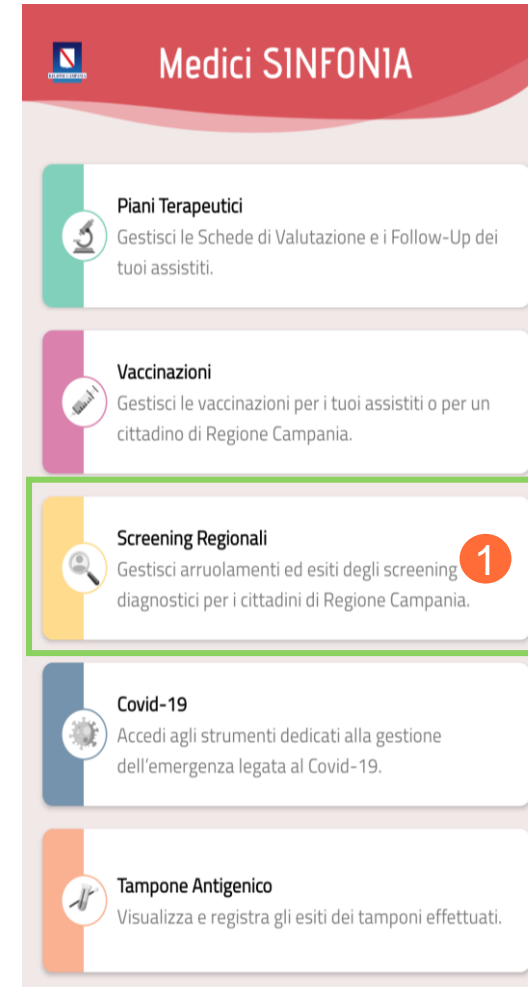 REGIONE CAMPANIA
Medici SINFONIA
Piani Terapeutici
Gestisci le Schede di Valutazione e i Follow-Up dei
tuoi assistiti.
Vaccinazioni
Gestisci le vaccinazioni per i tuoi assistiti o per un
cittadino di Regione Campania.
Screening Regionali
Gestisci arruolamenti ed esiti degli screening
1
diagnostici per i cittadini di Regione Campania.
Covid-19
Accedi agli strumenti dedicati alla gestione
dell'emergenza legata al Covid-19.
Tampone Antigenico
Visualizza e registra gli esiti dei tamponi effettuati.